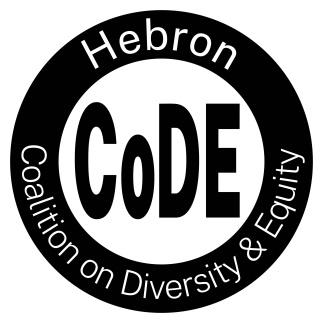 Hebron
CoDE
Coalition on Diversity & Equity